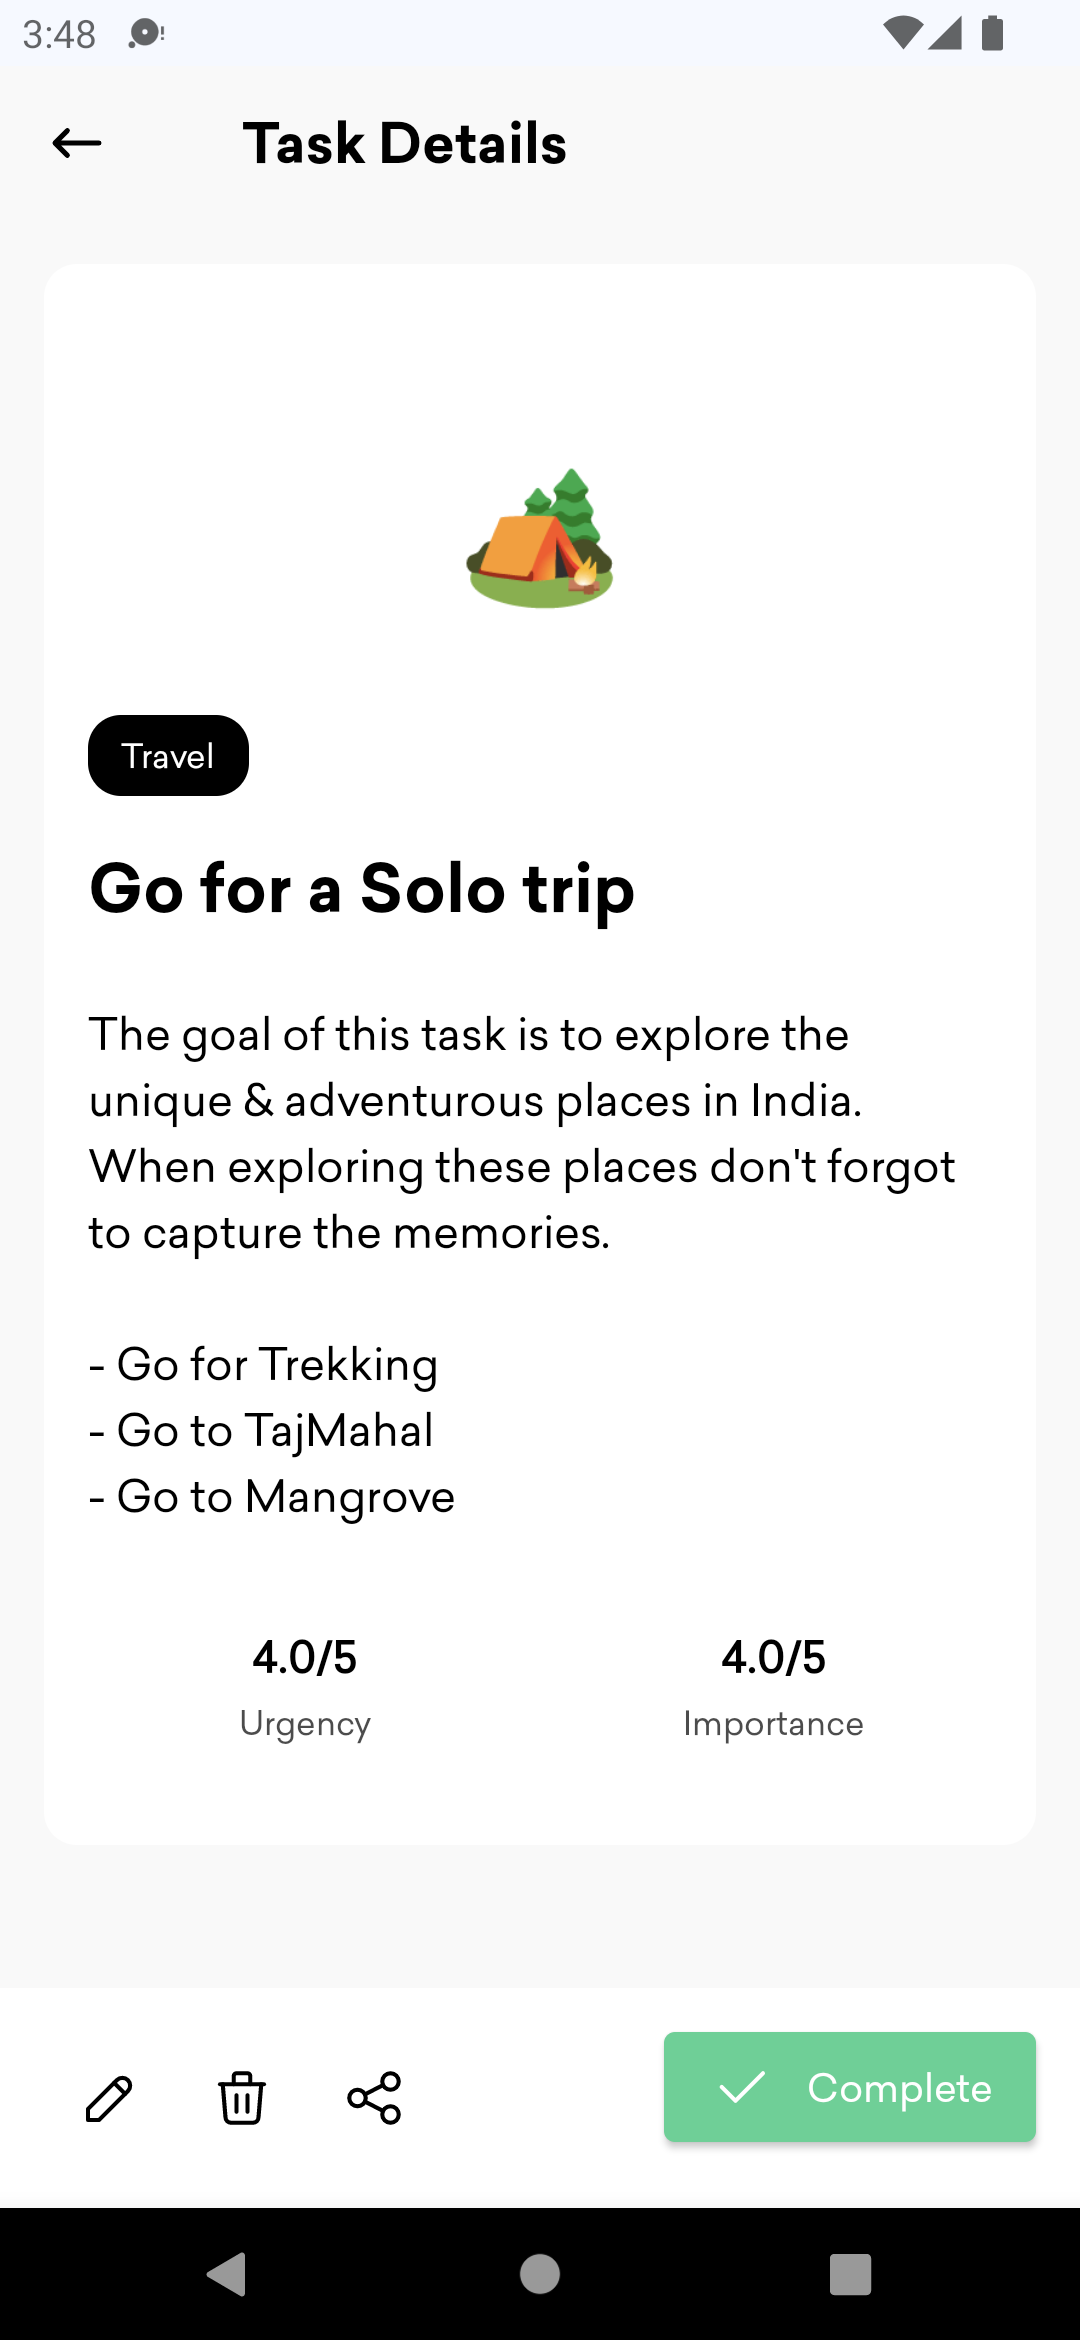 3:48
Task Details
Travel
Go for a Solo trip
The goal of this task is to explore the
unique & adventurous places in India.
When exploring these places don't forgot
to capture the memories.
- Go for Trekking
- Go to TajMahal
- Go to Mangrove
4.0/5 4.0/5
Urgency Importance
Complete